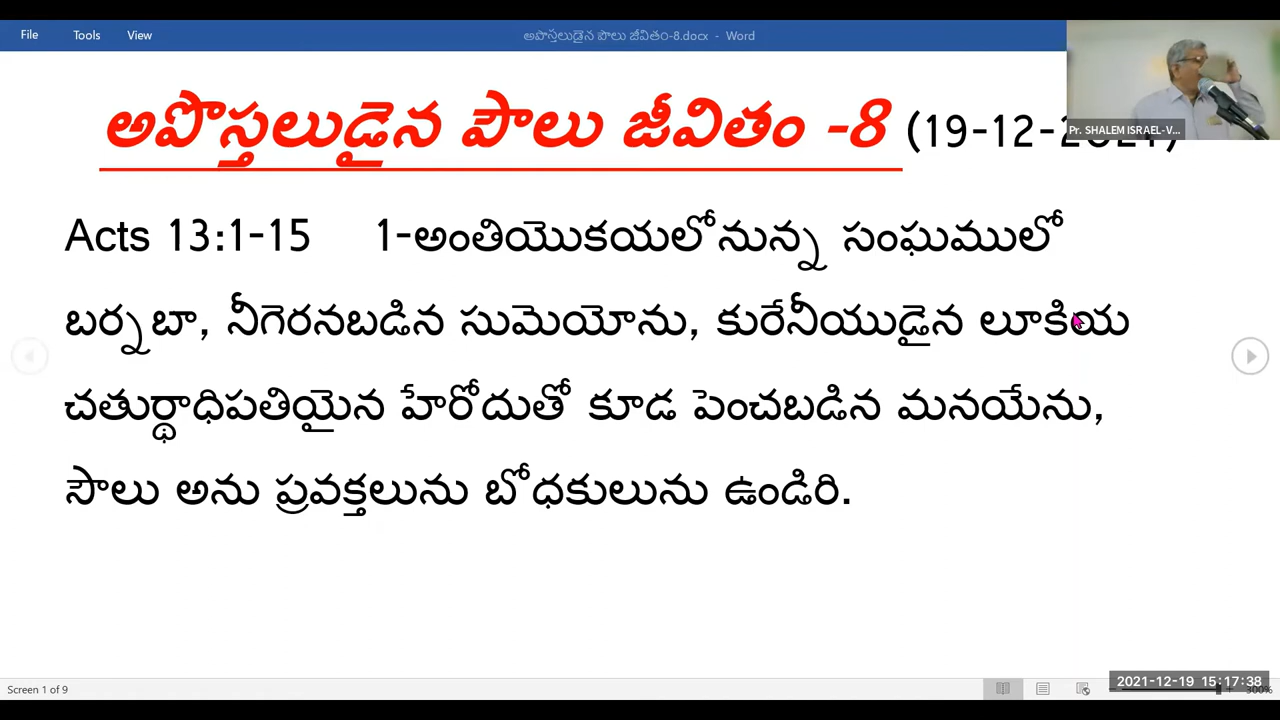 File Tools View అపొస్తలుడైన పౌలు జీవితం-8.docx - Word
అపొస్తలుడైన పౌలు జీవితం -8 (19-12-2021)
Pr. SHALEM ISRAEL-V...
Acts 13:1-15 1-అంతియొకయలోనున్న సంఘములో
బర్నబా, నీగెరనబడిన సుమెయోను, కురేనీయుడైన లూకియ
చతుర్థాధిపతియైన హేరోదుతో కూడ పెంచబడిన మనయేను,
సౌలు అను ప్రవక్తలును బోధకులును ఉండిరి.
Screen 1 of 9
2021-12-19 15:17:38
300%